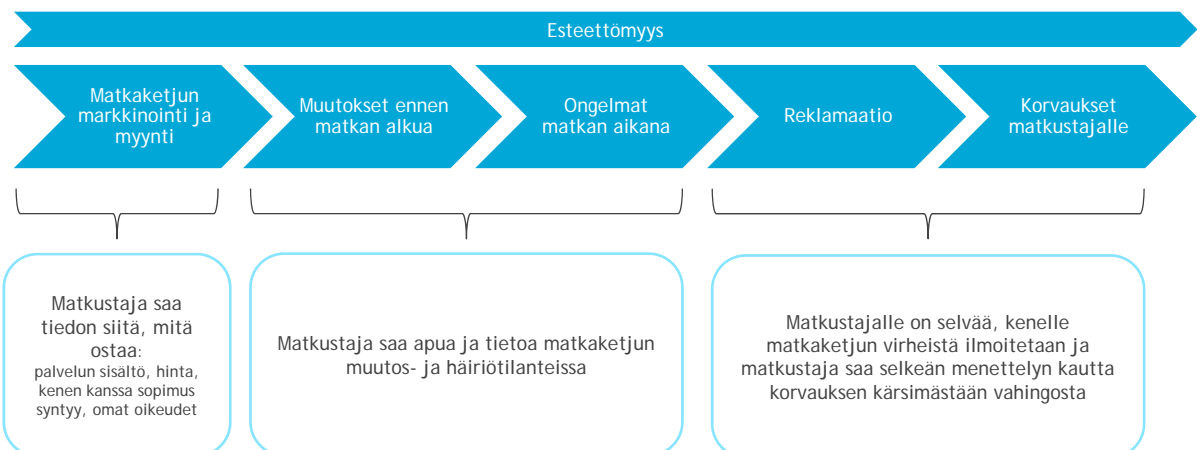 Esteettömyys
Matkaketjun
markkinointi ja
myynti
Muutokset ennen
matkan alkua
Ongelmat
matkan aikana
Reklamaatio
Korvaukset
matkustajalle
Matkustaja saa
tiedon siitä, mitä
ostaa:
palvelun sisältö, hinta,
kenen kanssa sopimus
syntyy, omat oikeudet
Matkustaja saa apua ja tietoa matkaketjun
muutos- ja häiriötilanteissa
Matkustajalle on selvää, kenelle
matkaketjun virheistä ilmoitetaan ja
matkustaja saa selkeän menettelyn kautta
korvauksen kärsimästään vahingosta